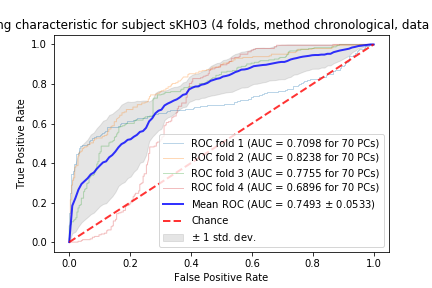 ng characteristic for subject sKH03 (4 folds, method chronological, data
1.0
0.8
0.6
0.4
0.2
0.0
True Positive Rate
ROC fold 1 (AUC = 0.7098 for 70 PCs)
ROC fold 2 (AUC = 0.8238 for 70 PCs)
ROC fold 3 (AUC = 0.7755 for 70 PCs)
ROC fold 4 (AUC = 0.6896 for 70 PCs)
Mean ROC (AUC = 0.7493 ± 0.0533)
Chance
± 1 std. dev.
0.0 0.2 0.4 0.6 0.8 1.0
False Positive Rate